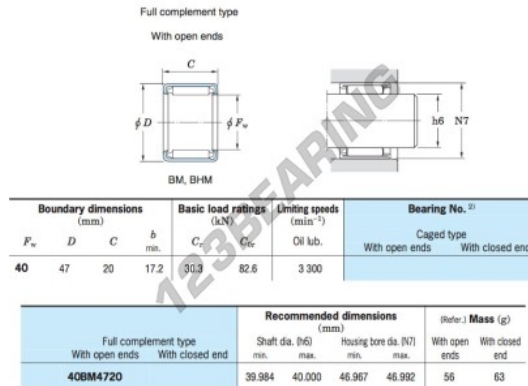 Full complement type
With open ends
C
φD
φFw
h6
N7
BM, BHM
123BEARING
Boundary dimensions Basic load ratings Limiting speeds Bearing No. 2)
(mm) (kN) (min⁻¹)
Caged type
Fw D C b min. Cr C0r Oil lub. With open ends With closed end
40 47 20 17.2 30.3 82.6 3 300
Recommended dimensions (Refer.) Mass (g)
(mm)
Full complement type Shaft dia. (h6) Housing bore dia. (N7) With open With closed
With open ends With closed end min. max. min. max. ends end
40BM4720 39.984 40.000 46.967 46.992 56 63